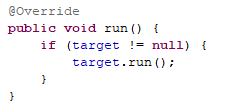 @Override
public void run() {
    if (target != null) {
        target.run();
    }
}